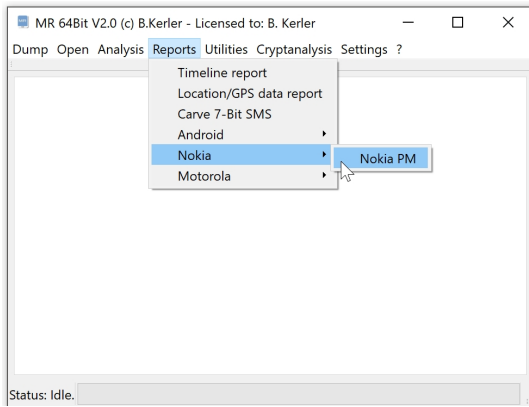 MR 64Bit V2.0 (c) B.Kerler - Licensed to: B. Kerler
Dump Open Analysis Reports Utilities Cryptanalysis Settings ?
Timeline report
Location/GPS data report
Carve 7-Bit SMS
Android
Nokia
Nokia PM
Motorola
Status: Idle.